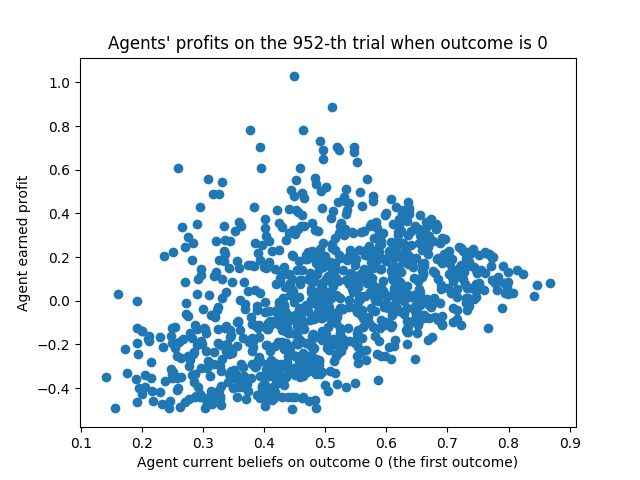 Agents' profits on the 952-th trial when outcome is 0
Agent earned profit
1.0
0.8
0.6
0.4
0.2
0.0
−0.2
−0.4
0.1 0.2 0.3 0.4 0.5 0.6 0.7 0.8 0.9
Agent current beliefs on outcome 0 (the first outcome)